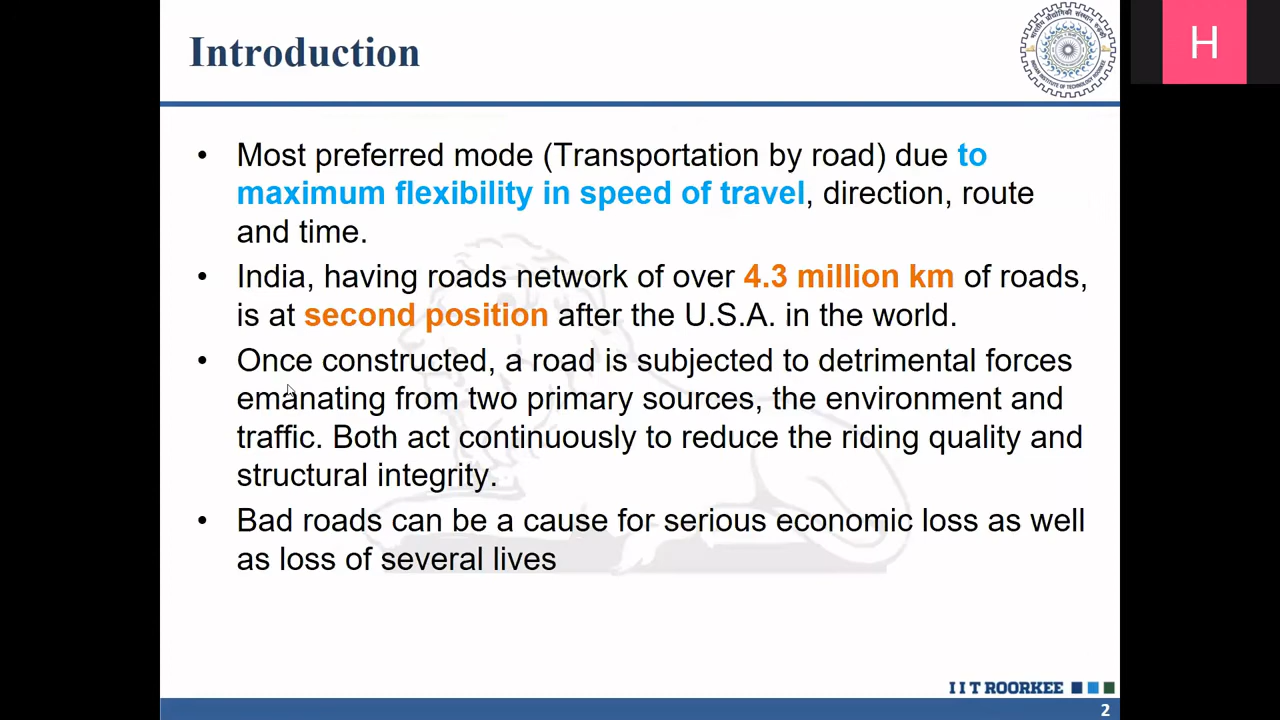 Introduction
H
• Most preferred mode (Transportation by road) due to
maximum flexibility in speed of travel, direction, route
and time.
• India, having roads network of over 4.3 million km of roads,
is at second position after the U.S.A. in the world.
• Once constructed, a road is subjected to detrimental forces
emanating from two primary sources, the environment and
traffic. Both act continuously to reduce the riding quality and
structural integrity.
• Bad roads can be a cause for serious economic loss as well
as loss of several lives
I I T ROORKEE
2